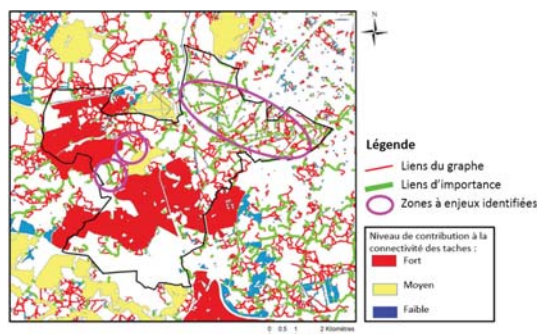 N
Légende
Liens du graphe
Liens d'importance
Zones à enjeux identifiées
Niveau de contribution à la
connectivité des taches :
Fort
Moyen
Faible
0 0.5 1 2 Kilomètres